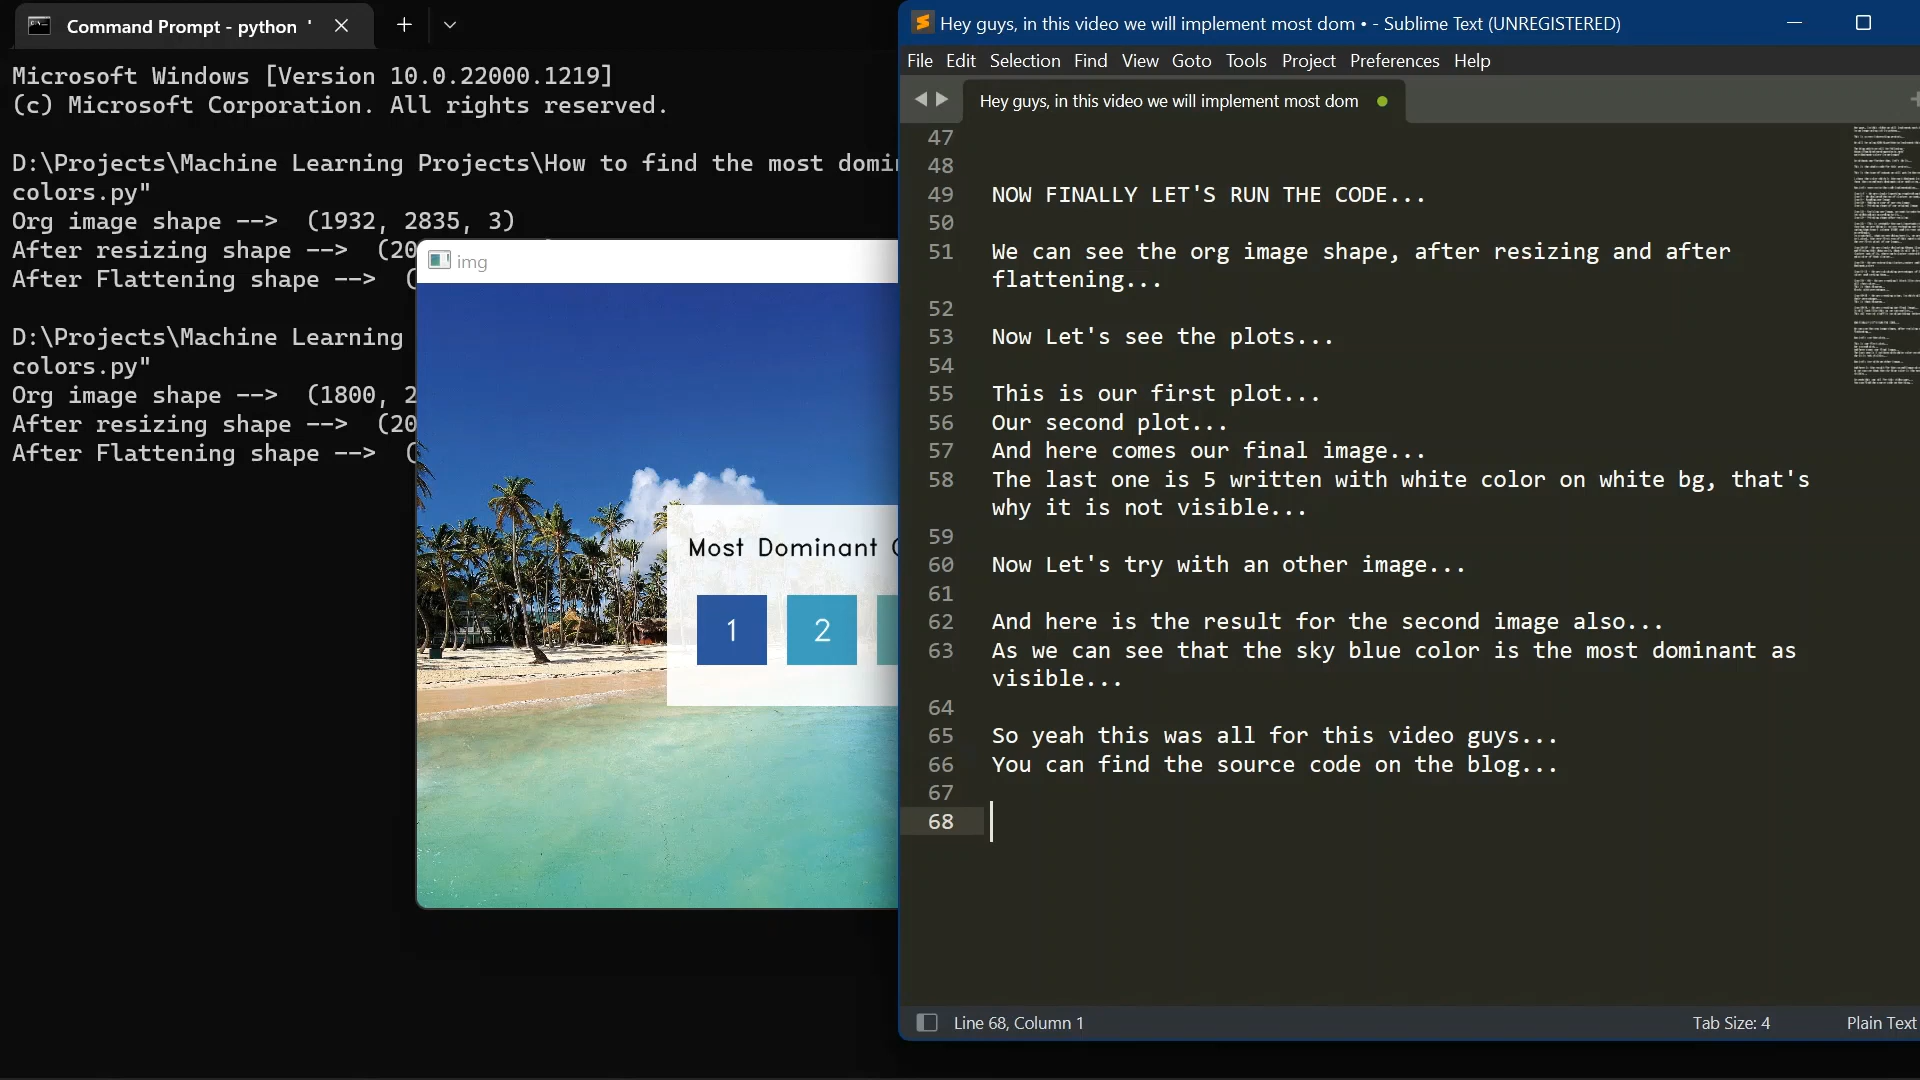 Command Prompt - python '
Microsoft Windows [Version 10.0.22000.1219]
(c) Microsoft Corporation. All rights reserved.
D:\Projects\Machine Learning Projects\How to find the most domi
colors.py"
Org image shape --> (1932, 2835, 3)
After resizing shape --> (20
After Flattening shape --> (
D:\Projects\Machine Learning
colors.py"
Org image shape --> (1800, 2
After resizing shape --> (20
After Flattening shape --> (
img
Most Dominant
1 2
Hey guys, in this video we will implement most dom • - Sublime Text (UNREGISTERED)
File Edit Selection Find View Goto Tools Project Preferences Help
Hey guys, in this video we will implement most dom
47
48
49 NOW FINALLY LET'S RUN THE CODE...
50
51 We can see the org image shape, after resizing and after
flattening...
52
53 Now Let's see the plots...
54
55 This is our first plot...
56 Our second plot...
57 And here comes our final image...
58 The last one is 5 written with white color on white bg, that's
why it is not visible...
59
60 Now Let's try with an other image...
61
62 And here is the result for the second image also...
63 As we can see that the sky blue color is the most dominant as
visible...
64
65 So yeah this was all for this video guys...
66 You can find the source code on the blog...
67
68
Line 68, Column 1
Tab Size: 4
Plain Text